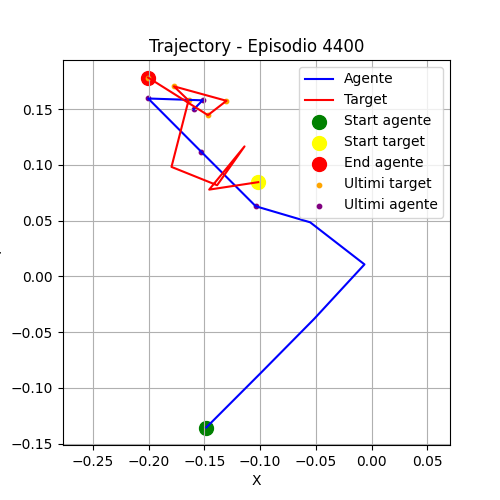 Trajectory - Episodio 4400
Agente
Target
Start agente
Start target
End agente
Ultimi target
Ultimi agente
0.15
0.10
0.05
0.00
−0.05
−0.10
−0.15
−0.25
−0.20
−0.15
−0.10
−0.05
0.00
0.05
X